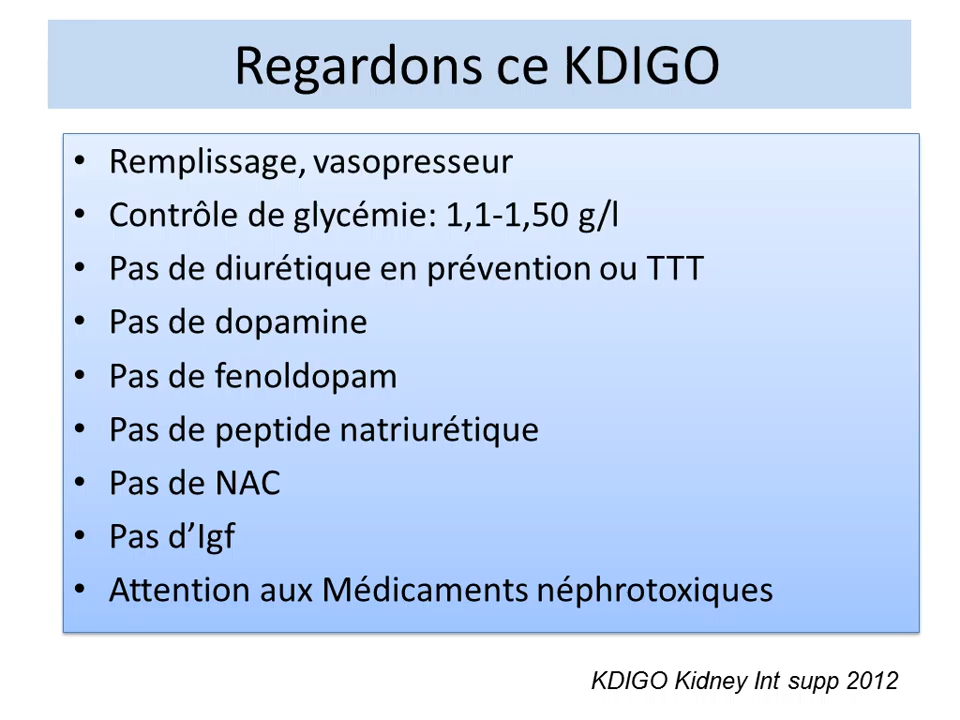 Regardons ce KDIGO
• Remplissage, vasopresseur
• Contrôle de glycémie: 1,1-1,50 g/l
• Pas de diurétique en prévention ou TTT
• Pas de dopamine
• Pas de fenoldopam
• Pas de peptide natriurétique
• Pas de NAC
• Pas d’Igf
• Attention aux Médicaments néphrotoxiques
KDIGO Kidney Int supp 2012